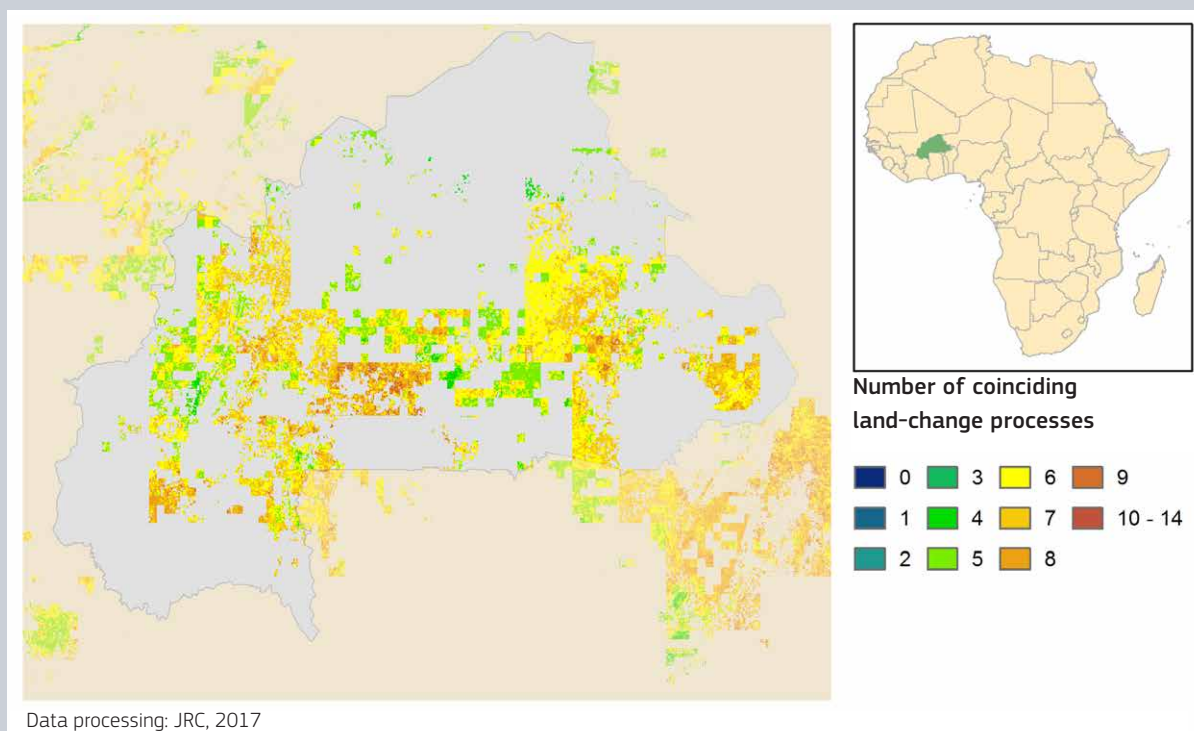 Number of coinciding
land-change processes
0 3 6 9
1 4 7 10 - 14
2 5 8
Data processing: JRC, 2017